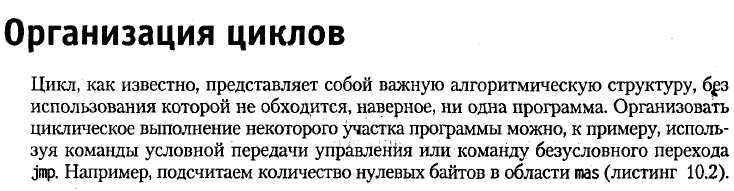 Организация циклов
Цикл, как известно, представляет собой важную алгоритмическую структуру, без
использования которой не обходится, наверное, ни одна программа. Организовать
циклическое выполнение некоторого участка программы можно, к примеру, исполь-
зуя команды условной передачи управления или команду безусловного перехода
jmp. Например, подсчитаем количество нулевых байтов в области mas (листинг 10.2).